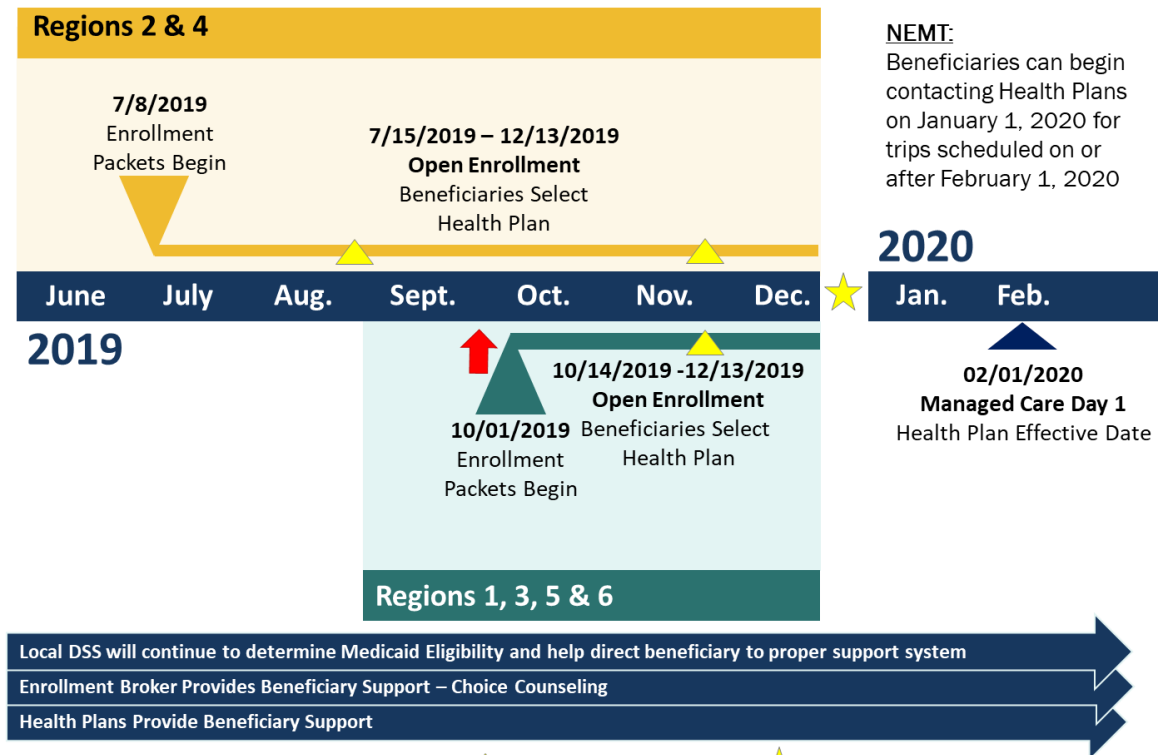 Regions 2 & 4
7/8/2019
Enrollment
Packets Begin
7/15/2019 – 12/13/2019
Open Enrollment
Beneficiaries Select
Health Plan
NEMT:
Beneficiaries can begin
contacting Health Plans
on January 1, 2020 for
trips scheduled on or
after February 1, 2020
2020
June July Aug. Sept. Oct. Nov. Dec. Jan. Feb.
2019
10/01/2019
Enrollment
Packets Begin
10/14/2019 -12/13/2019
Open Enrollment
Beneficiaries Select
Health Plan
02/01/2020
Managed Care Day 1
Health Plan Effective Date
Regions 1, 3, 5 & 6
Local DSS will continue to determine Medicaid Eligibility and help direct beneficiary to proper support system
Enrollment Broker Provides Beneficiary Support – Choice Counseling
Health Plans Provide Beneficiary Support